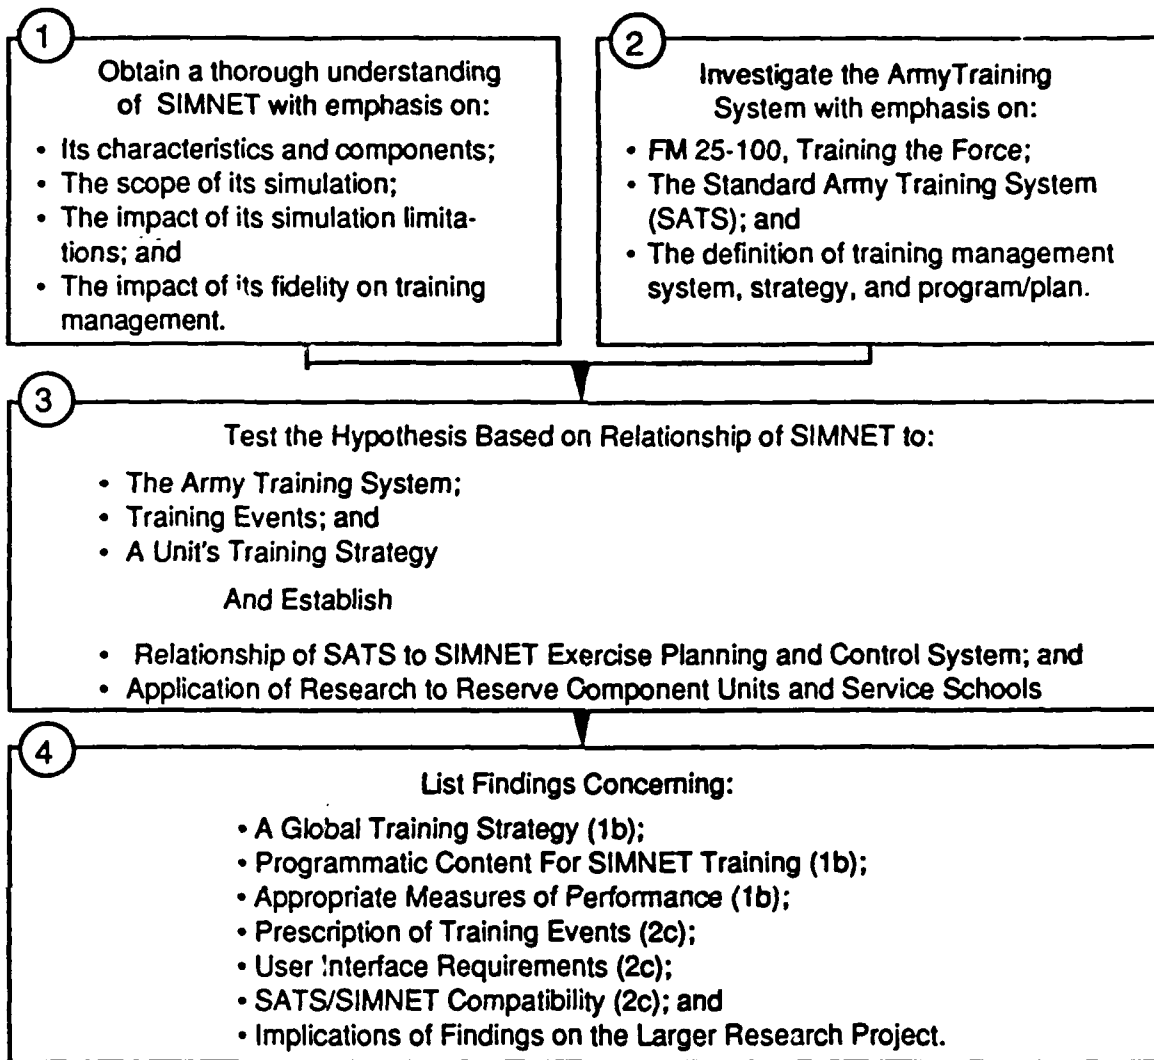 1
Obtain a thorough understanding
of SIMNET with emphasis on:
• Its characteristics and components;
• The scope of its simulation;
• The impact of its simulation limita-
tions; and
• The impact of its fidelity on training
management.
2
Investigate the ArmyTraining
System with emphasis on:
• FM 25-100, Training the Force;
• The Standard Army Training System
(SATS); and
• The definition of training management
system, strategy, and program/plan.
3
Test the Hypothesis Based on Relationship of SIMNET to:
• The Army Training System;
• Training Events; and
• A Unit's Training Strategy
And Establish
• Relationship of SATS to SIMNET Exercise Planning and Control System; and
• Application of Research to Reserve Component Units and Service Schools
4
List Findings Concerning:
• A Global Training Strategy (1b);
• Programmatic Content For SIMNET Training (1b);
• Appropriate Measures of Performance (1b);
• Prescription of Training Events (2c);
• User Interface Requirements (2c);
• SATS/SIMNET Compatibility (2c); and
• Implications of Findings on the Larger Research Project.